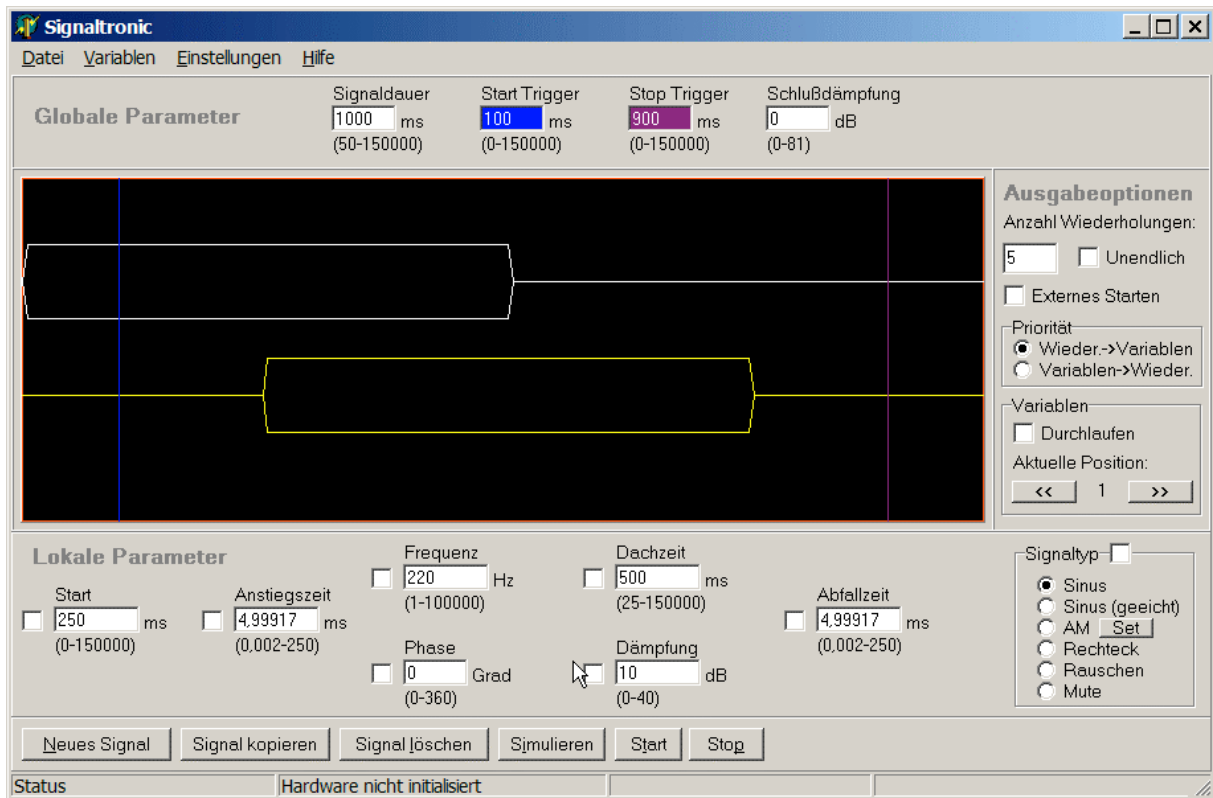 Signaltronic
Datei Variablen Einstellungen Hilfe
Globale Parameter
Signaldauer
1000 ms
(50-150000)
Start Trigger
100 ms
(0-150000)
Stop Trigger
900 ms
(0-150000)
Schlußdämpfung
0 dB
(0-81)
Ausgabeoptionen
Anzahl Wiederholungen:
5 Unendlich
Externes Starten
Priorität
Wieder.->Variablen
Variablen->Wieder.
Variablen
Durchlaufen
Aktuelle Position:
<< 1 >>
Lokale Parameter
Start
250 ms
(0-150000)
Anstiegszeit
4,99917 ms
(0,002-250)
Frequenz
220 Hz
(1-100000)
Phase
0 Grad
(0-360)
Dachzeit
500 ms
(25-150000)
Dämpfung
10 dB
(0-40)
Abfallzeit
4,99917 ms
(0,002-250)
Signaltyp
Sinus
Sinus (geeicht)
AM Set
Rechteck
Rauschen
Mute
Neues Signal Signal kopieren Signal löschen Simulieren Start Stop
Status Hardware nicht initialisiert